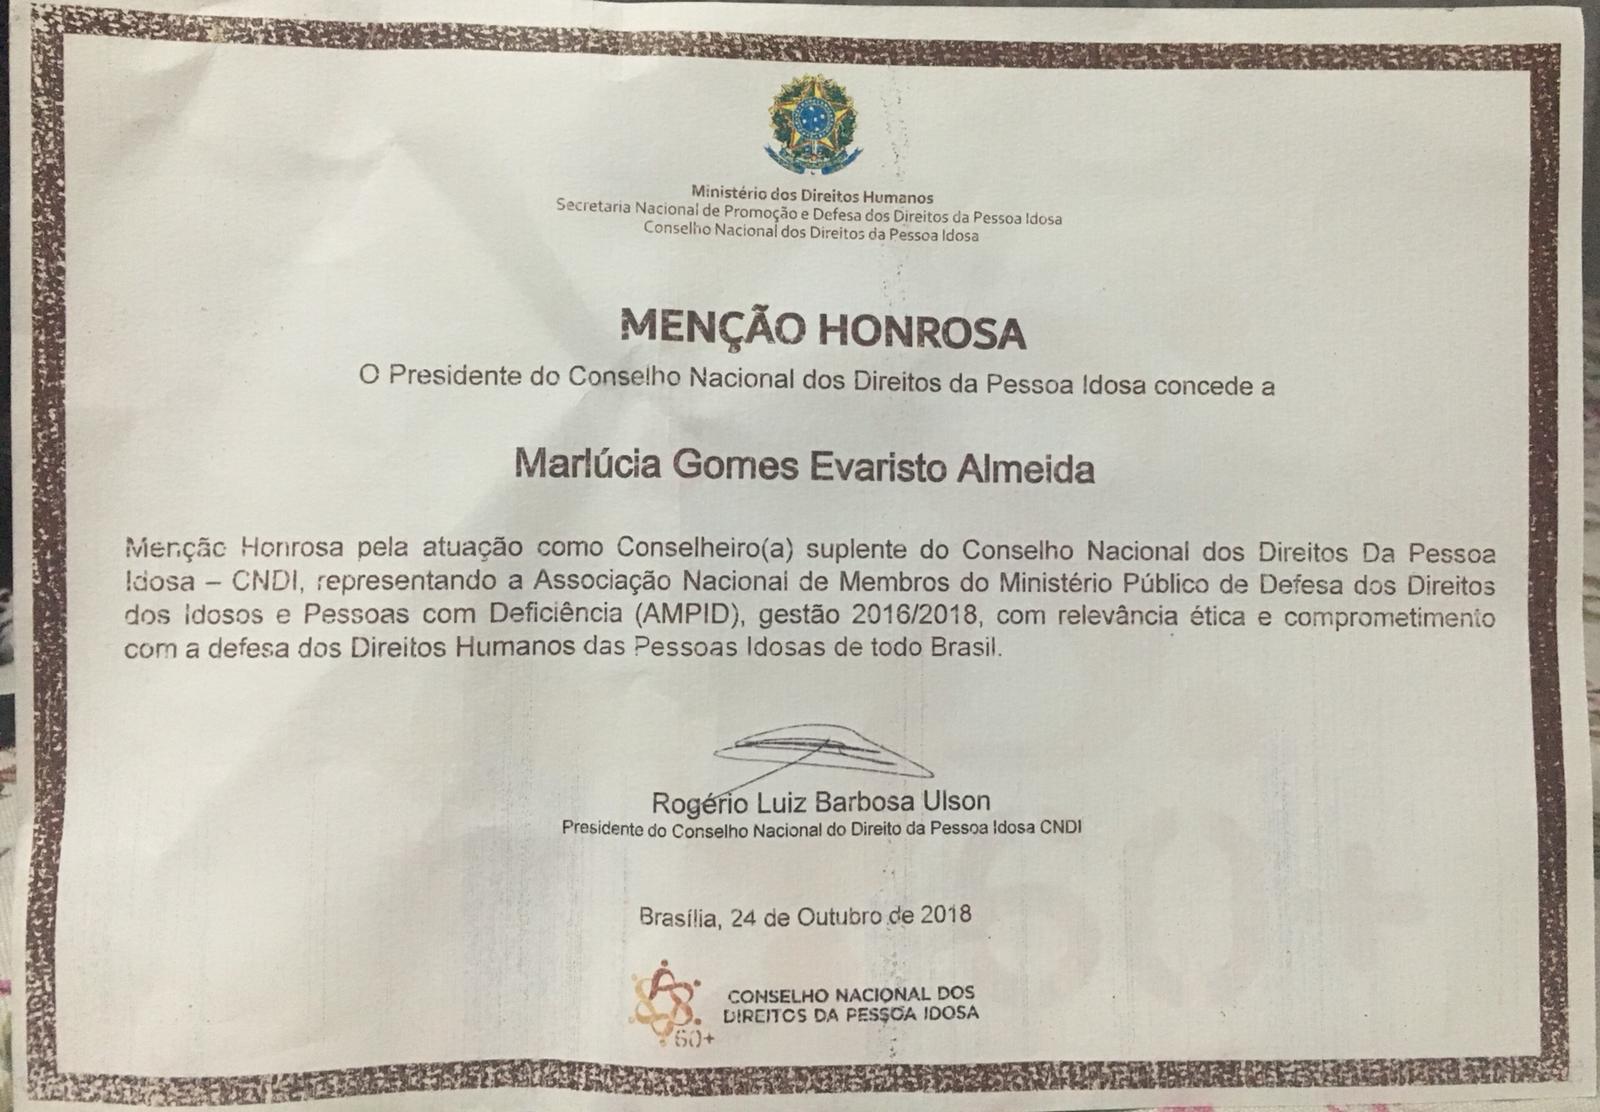 Ministério dos Direitos Humanos
Secretaria Nacional de Promoção e Defesa dos Direitos da Pessoa Idosa
Conselho Nacional dos Direitos da Pessoa Idosa
MENÇÃO HONROSA
O Presidente do Conselho Nacional dos Direitos da Pessoa Idosa concede a
Marlúcia Gomes Evaristo Almeida
Menção Honrosa pela atuação como Conselheiro(a) suplente do Conselho Nacional dos Direitos Da Pessoa
Idosa – CNDI, representando a Associação Nacional de Membros do Ministério Público de Defesa dos Direitos
dos Idosos e Pessoas com Deficiência (AMPID), gestão 2016/2018, com relevância ética e comprometimento
com a defesa dos Direitos Humanos das Pessoas Idosas de todo Brasil.
Rogério Luiz Barbosa Ulson
Presidente do Conselho Nacional do Direito da Pessoa Idosa CNDI
Brasília, 24 de Outubro de 2018
CONSELHO NACIONAL DOS
DIREITOS DA PESSOA IDOSA
60+